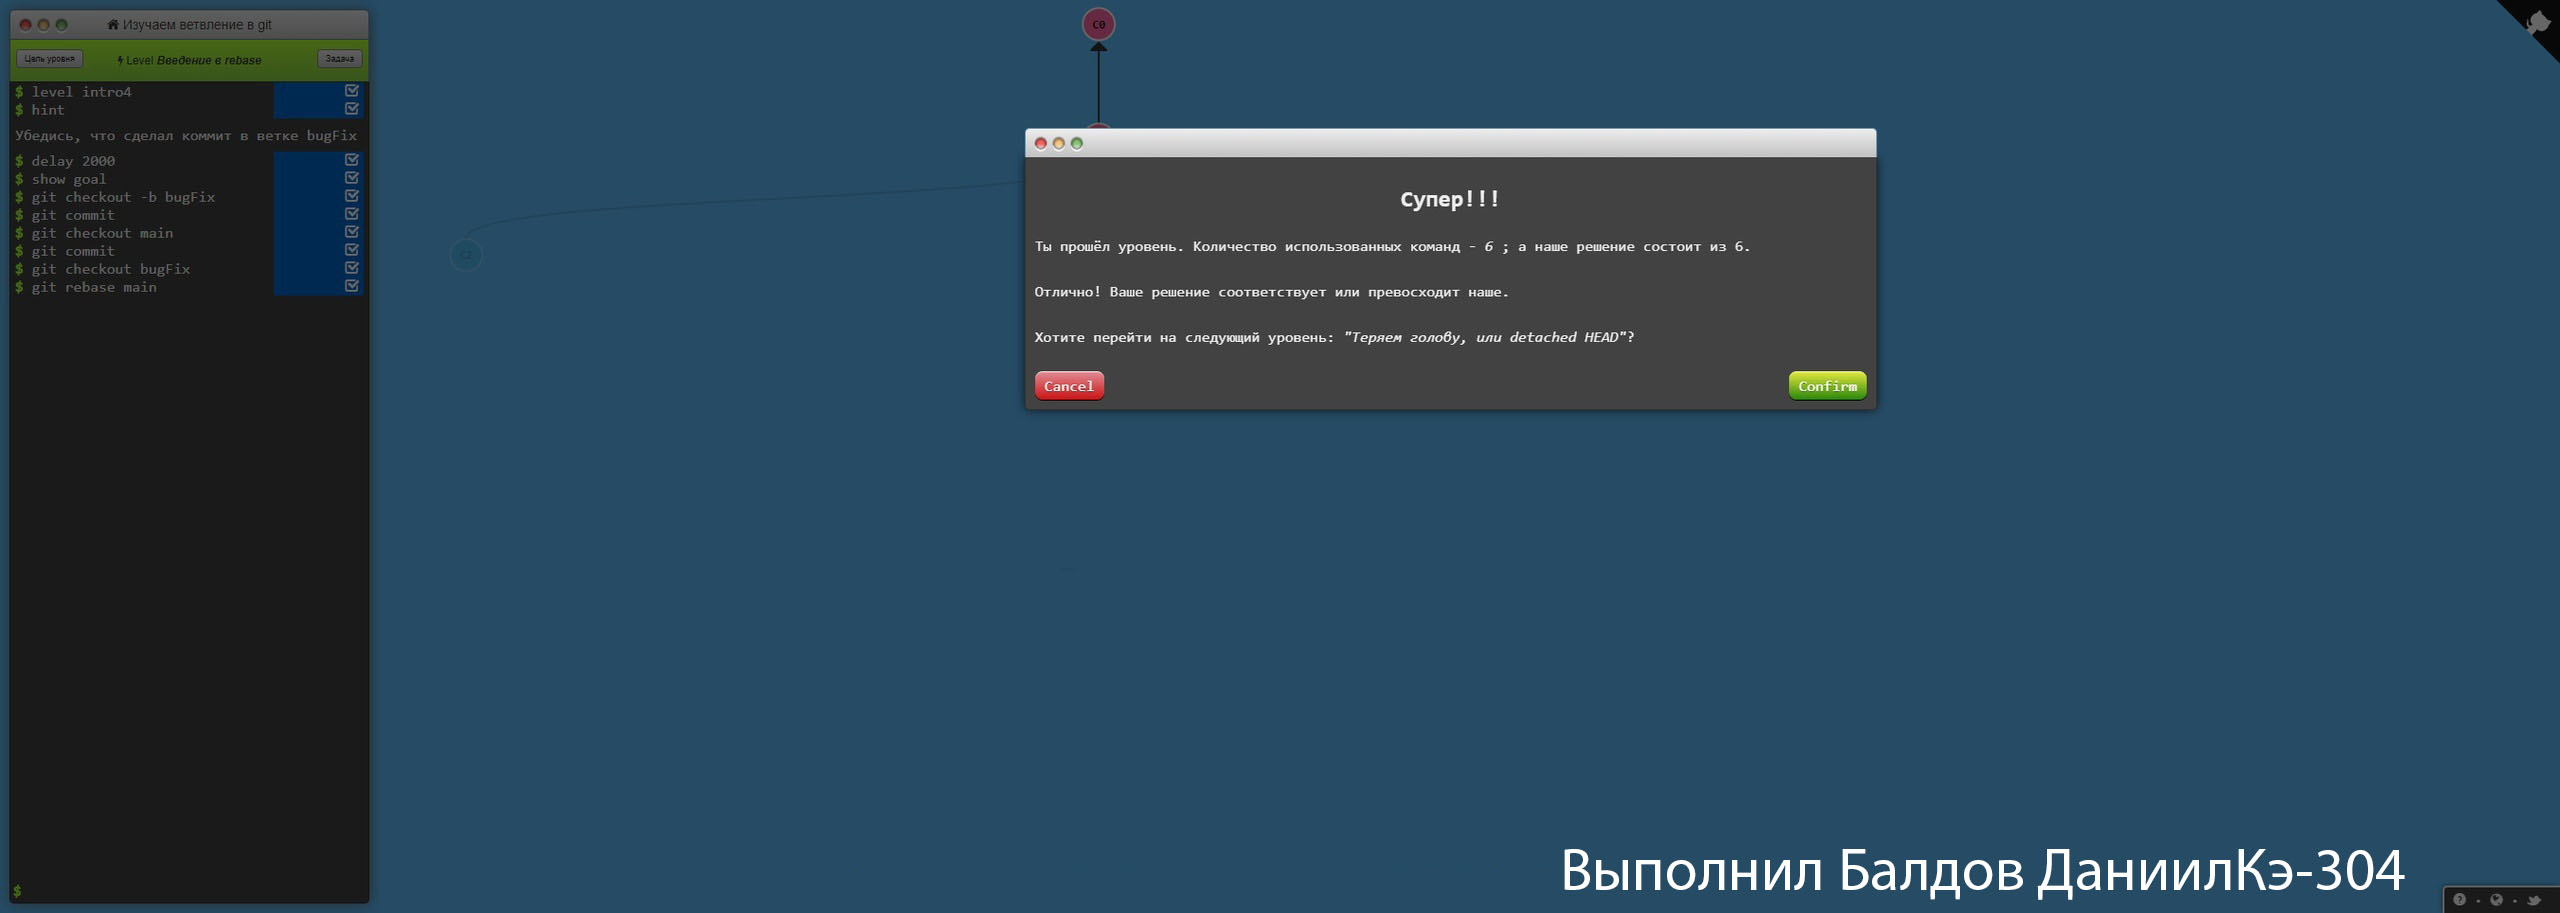 Изучаем ветвление в git
Цель уровня
Level Введение в rebase
Задача
$ level intro4
$ hint
Убедись, что сделал коммит в ветке bugFix
$ delay 2000
$ show goal
$ git checkout -b bugFix
$ git commit
$ git checkout main
$ git commit
$ git checkout bugFix
$ git rebase main
$
C0
C2
Супер!!!
Ты прошёл уровень. Количество использованных команд - 6 ; а наше решение состоит из 6.
Отлично! Ваше решение соответствует или превосходит наше.
Хотите перейти на следующий уровень: "Теряем голову, или detached HEAD"?
Cancel
Confirm
Выполнил Балдов ДаниилКэ-304